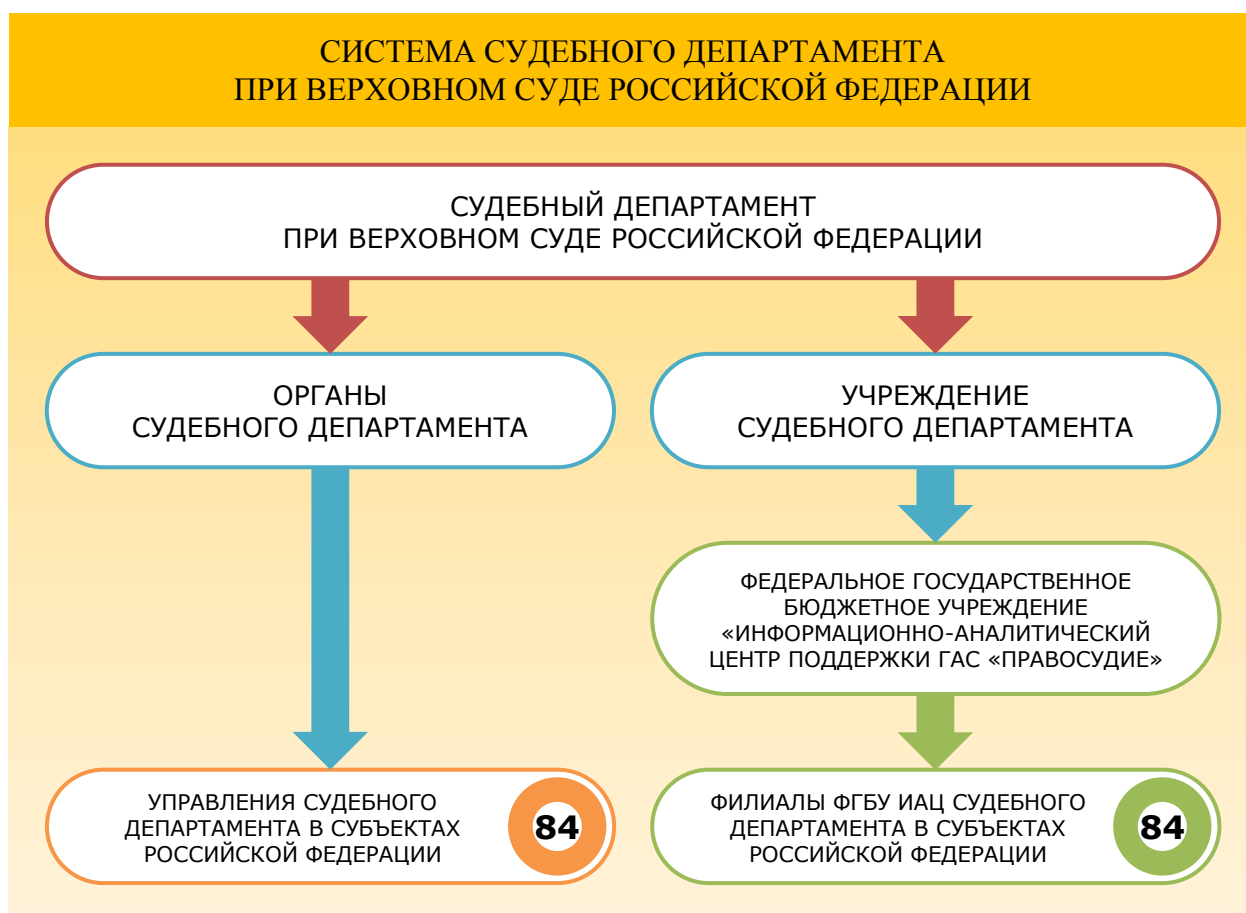 СИСТЕМА СУДЕБНОГО ДЕПАРТАМЕНТА
ПРИ ВЕРХОВНОМ СУДЕ РОССИЙСКОЙ ФЕДЕРАЦИИ
СУДЕБНЫЙ ДЕПАРТАМЕНТ
ПРИ ВЕРХОВНОМ СУДЕ РОССИЙСКОЙ ФЕДЕРАЦИИ
ОРГАНЫ
СУДЕБНОГО ДЕПАРТАМЕНТА
УЧРЕЖДЕНИЕ
СУДЕБНОГО ДЕПАРТАМЕНТА
ФЕДЕРАЛЬНОЕ ГОСУДАРСТВЕННОЕ
БЮДЖЕТНОЕ УЧРЕЖДЕНИЕ
«ИНФОРМАЦИОННО-АНАЛИТИЧЕСКИЙ
ЦЕНТР ПОДДЕРЖКИ ГАС «ПРАВОСУДИЕ»
УПРАВЛЕНИЯ СУДЕБНОГО
ДЕПАРТАМЕНТА В СУБЪЕКТАХ
РОССИЙСКОЙ ФЕДЕРАЦИИ
84
ФИЛИАЛЫ ФГБУ ИАЦ СУДЕБНОГО
ДЕПАРТАМЕНТА В СУБЪЕКТАХ
РОССИЙСКОЙ ФЕДЕРАЦИИ
84